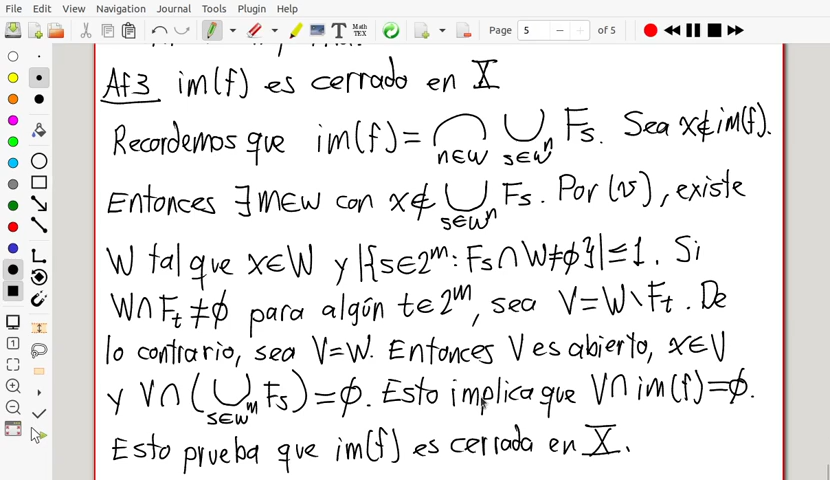 File Edit View Navigation Journal Tools Plugin Help
Page 5 of 5
Af3 im(f) es cerrado en X
Recordemos que im(f) = ⋂_{n∈ω} ⋃_{s∈ω^n} F_s. Sea x∉im(f).
Entonces ∃m∈ω con x∉ ⋃_{s∈ω^n} F_s. Por (v), existe
W tal que x∈W y |{s∈2^m : F_s∩W≠∅}|≤1. Si
W∩F_t≠∅ para algún t∈2^m, sea V=W\F_t. De
lo contrario, sea V=W. Entonces V es abierto, x∈V
y V∩(⋃_{s∈ω^m} F_s)=∅. Esto implica que V∩im(f)=∅.
Esto prueba que im(f) es cerrada en X.